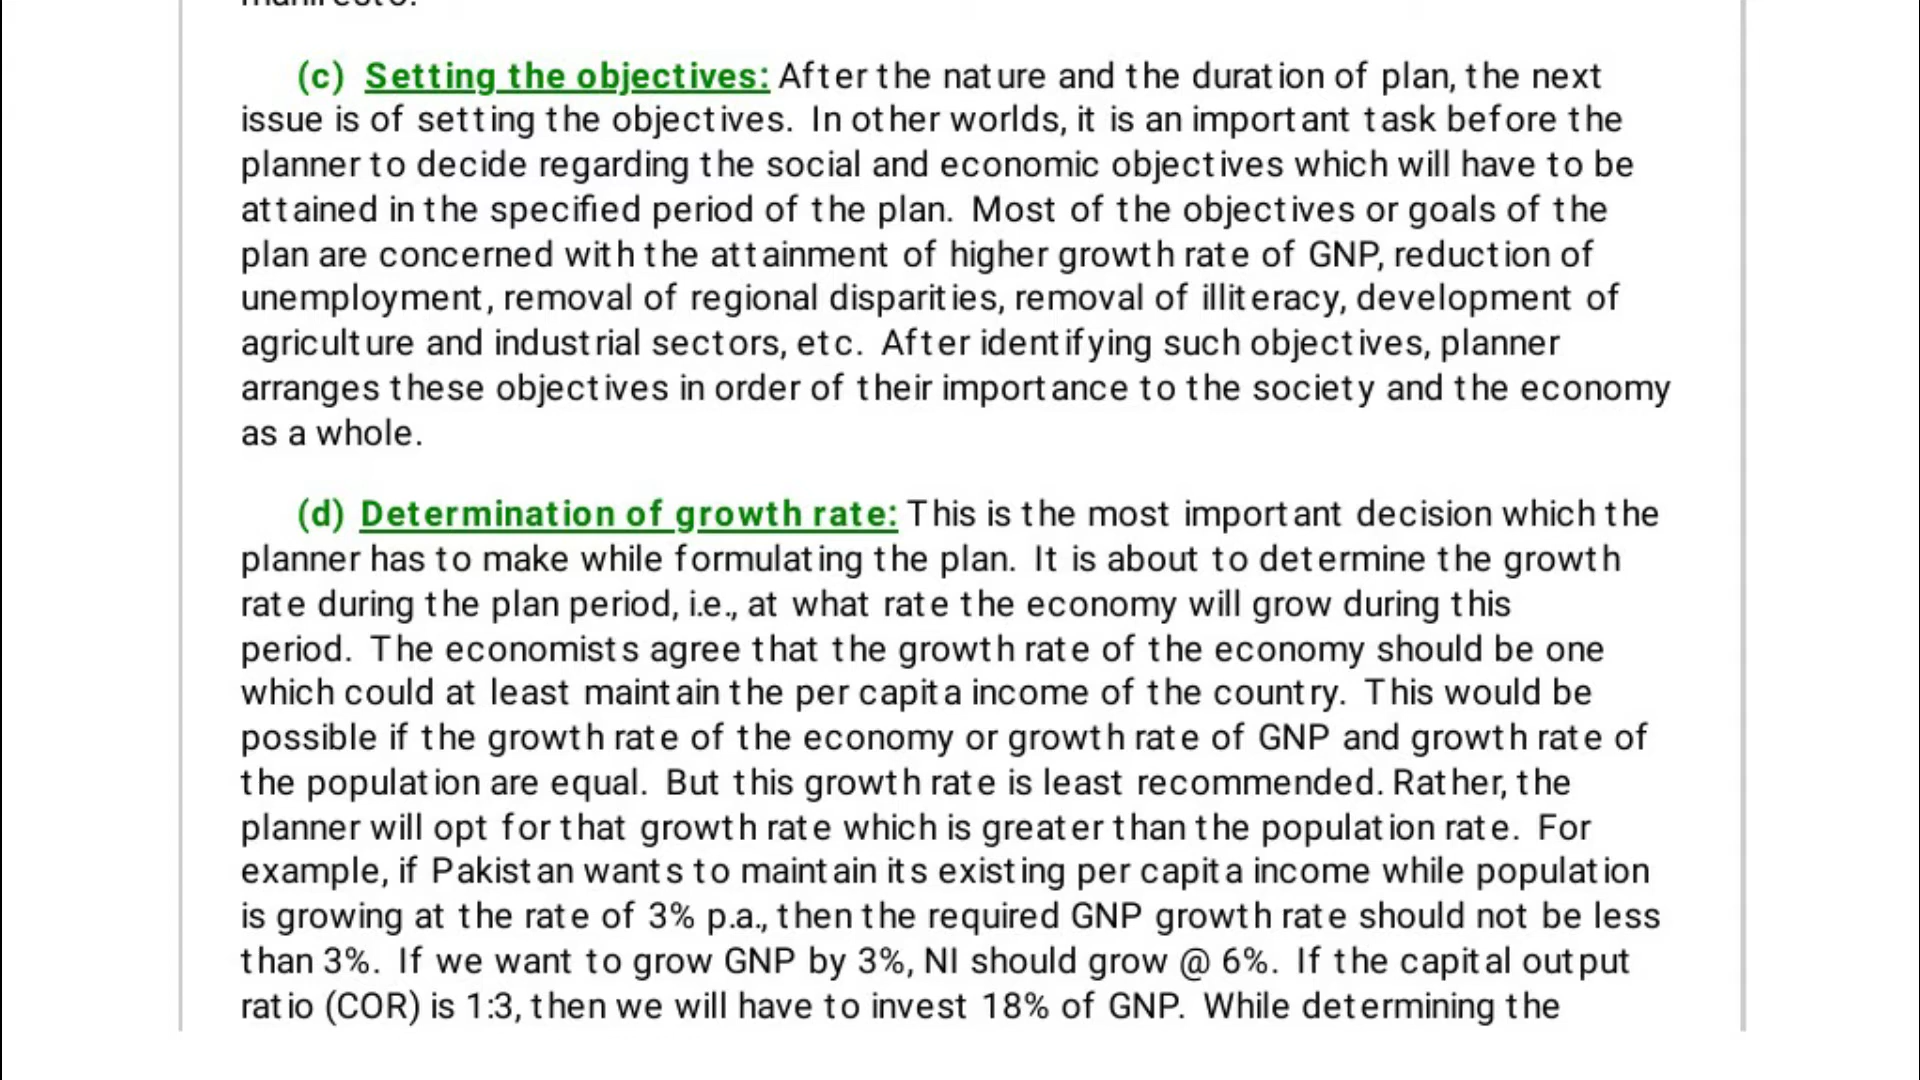 manifesto.
(c) Setting the objectives: After the nature and the duration of plan, the next
issue is of setting the objectives. In other worlds, it is an important task before the
planner to decide regarding the social and economic objectives which will have to be
attained in the specified period of the plan. Most of the objectives or goals of the
plan are concerned with the attainment of higher growth rate of GNP, reduction of
unemployment, removal of regional disparities, removal of illiteracy, development of
agriculture and industrial sectors, etc. After identifying such objectives, planner
arranges these objectives in order of their importance to the society and the economy
as a whole.
(d) Determination of growth rate: This is the most important decision which the
planner has to make while formulating the plan. It is about to determine the growth
rate during the plan period, i.e., at what rate the economy will grow during this
period. The economists agree that the growth rate of the economy should be one
which could at least maintain the per capita income of the country. This would be
possible if the growth rate of the economy or growth rate of GNP and growth rate of
the population are equal. But this growth rate is least recommended. Rather, the
planner will opt for that growth rate which is greater than the population rate. For
example, if Pakistan wants to maintain its existing per capita income while population
is growing at the rate of 3% p.a., then the required GNP growth rate should not be less
than 3%. If we want to grow GNP by 3%, NI should grow @ 6%. If the capital output
ratio (COR) is 1:3, then we will have to invest 18% of GNP. While determining the